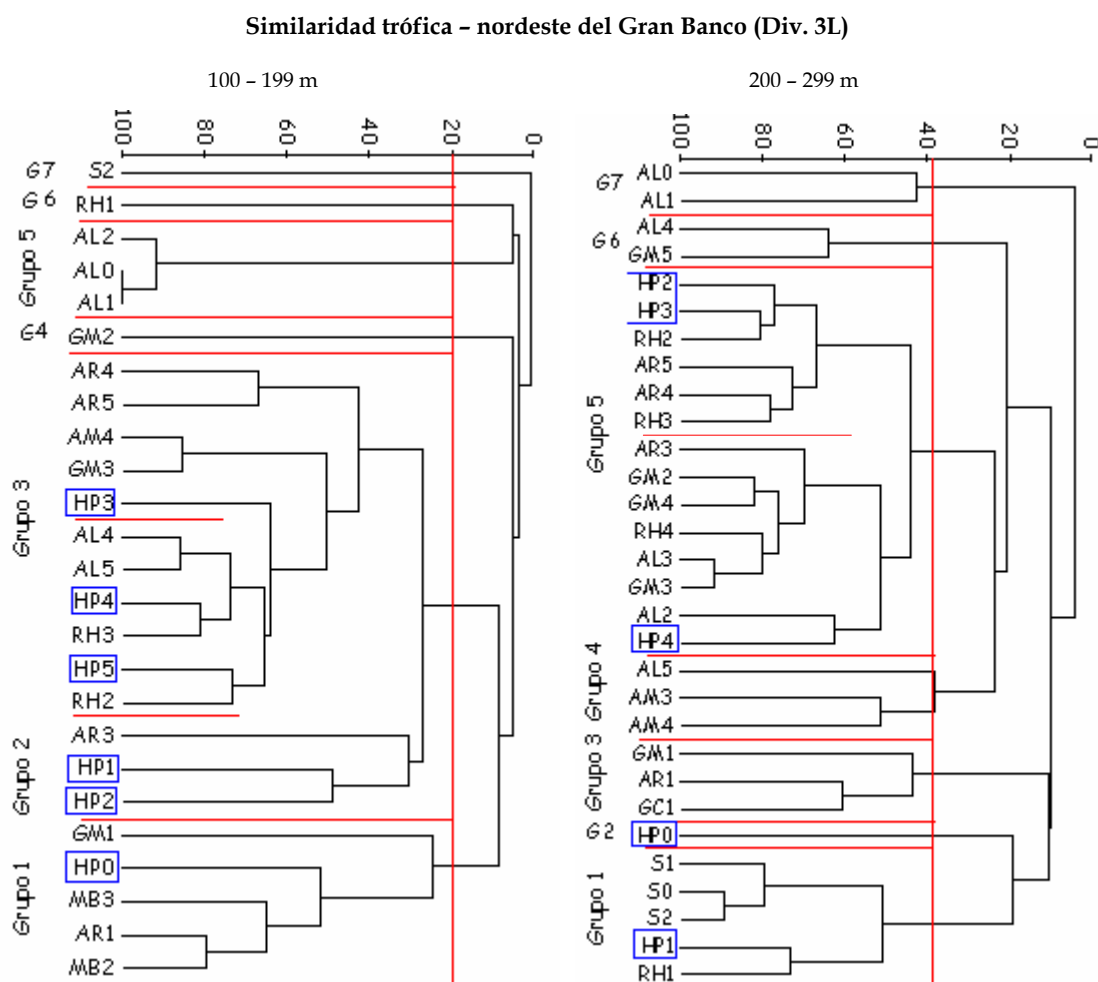 Similaridad trófica – nordeste del Gran Banco (Div. 3L)
100 – 199 m
100 80 60 40 20 0
G7 S2
G6 RH1
Grupo 5
AL2
AL0
AL1
G4 GM2
Grupo 3
AR4
AR5
AM4
GM3
HP3
AL4
AL5
HP4
RH3
HP5
RH2
Grupo 2
AR3
HP1
HP2
Grupo 1
GM1
HP0
MB3
AR1
MB2
200 – 299 m
100 80 60 40 20 0
G7
AL0
AL1
G6
AL4
GM5
Grupo 5
HP2
HP3
RH2
AR5
AR4
RH3
AR3
GM2
GM4
RH4
AL3
GM3
AL2
HP4
Grupo 4
AL5
AM3
AM4
Grupo 3
GM1
AR1
GC1
G2 HP0
Grupo 1
S1
S0
S2
HP1
RH1